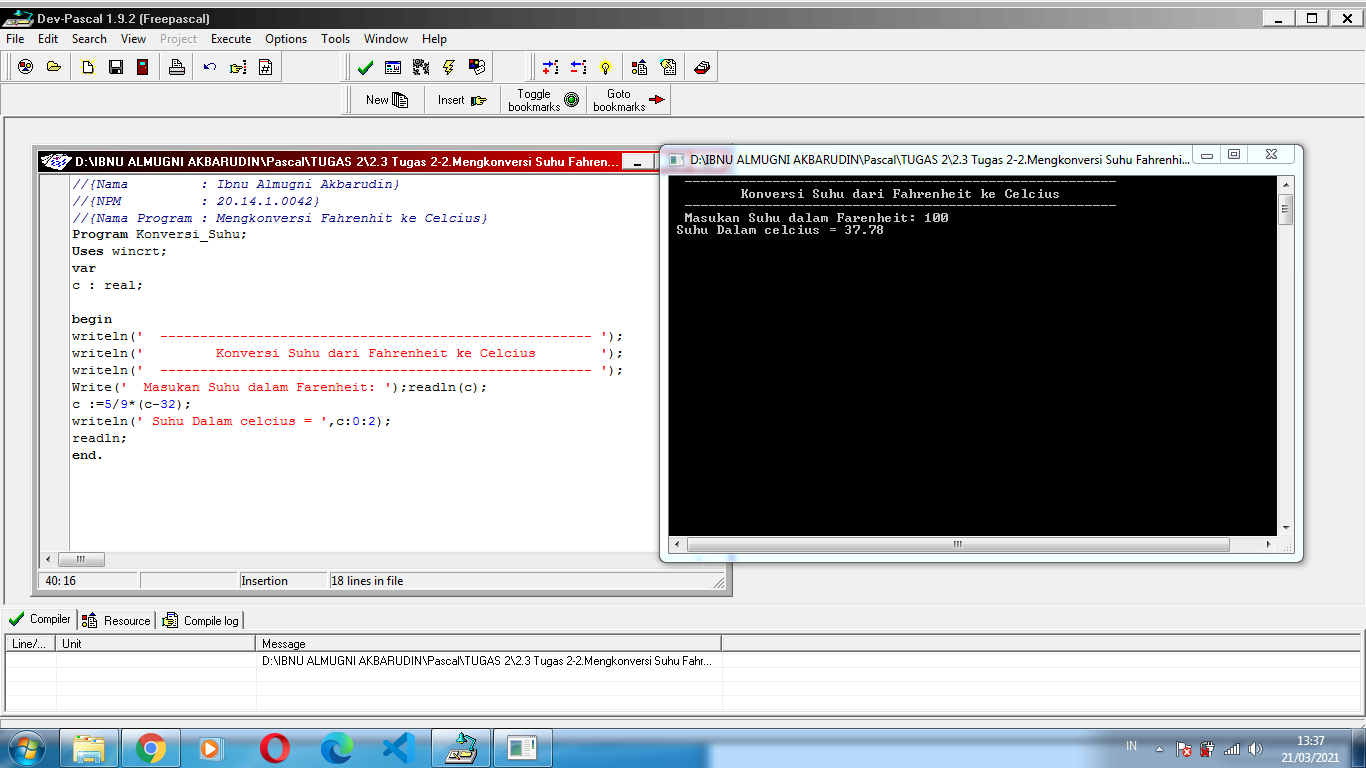 Dev-Pascal 1.9.2 (Freepascal)
File Edit Search View Project Execute Options Tools Window Help
New Insert Toggle bookmarks Goto bookmarks
D:\IBNU ALMUGNI AKBARUDIN\Pascal\TUGAS 2\2.3 Tugas 2-2.Mengkonversi Suhu Fahren...
//{Nama         : Ibnu Almugni Akbarudin}
//{NPM          : 20.14.1.0042}
//{Nama Program : Mengkonversi Fahrenhit ke Celcius}
Program Konversi_Suhu;
Uses wincrt;
var
c : real;
begin
writeln('  ------------------------------------------------------ ');
writeln('         Konversi Suhu dari Fahrenheit ke Celcius        ');
writeln('  ------------------------------------------------------ ');
Write('  Masukan Suhu dalam Farenheit: ');readln(c);
c :=5/9*(c-32);
writeln(' Suhu Dalam celcius = ',c:0:2);
readln;
end.
40: 16 Insertion 18 lines in file
D:\IBNU ALMUGNI AKBARUDIN\Pascal\TUGAS 2\2.3 Tugas 2-2.Mengkonversi Suhu Fahrenhi...
------------------------------------------------------
Konversi Suhu dari Fahrenheit ke Celcius
------------------------------------------------------
Masukan Suhu dalam Farenheit: 100
Suhu Dalam celcius = 37.78
Compiler Resource Compile log
Line/... Unit Message
D:\IBNU ALMUGNI AKBARUDIN\Pascal\TUGAS 2\2.3 Tugas 2-2.Mengkonversi Suhu Fahr...
IN
13:37
21/03/2021